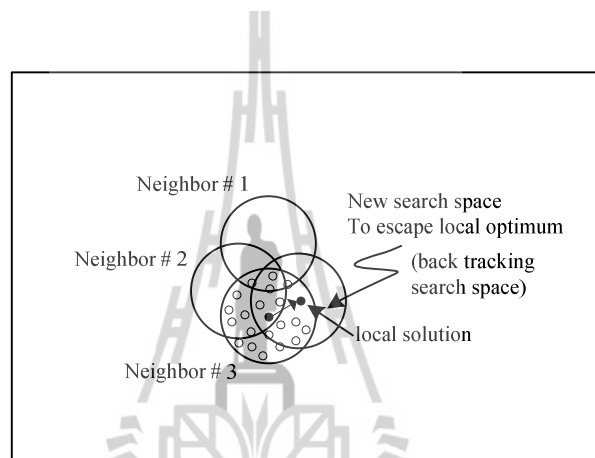 Neighbor # 1
New search space
To escape local optimum
Neighbor # 2
(back tracking
search space)
local solution
Neighbor # 3